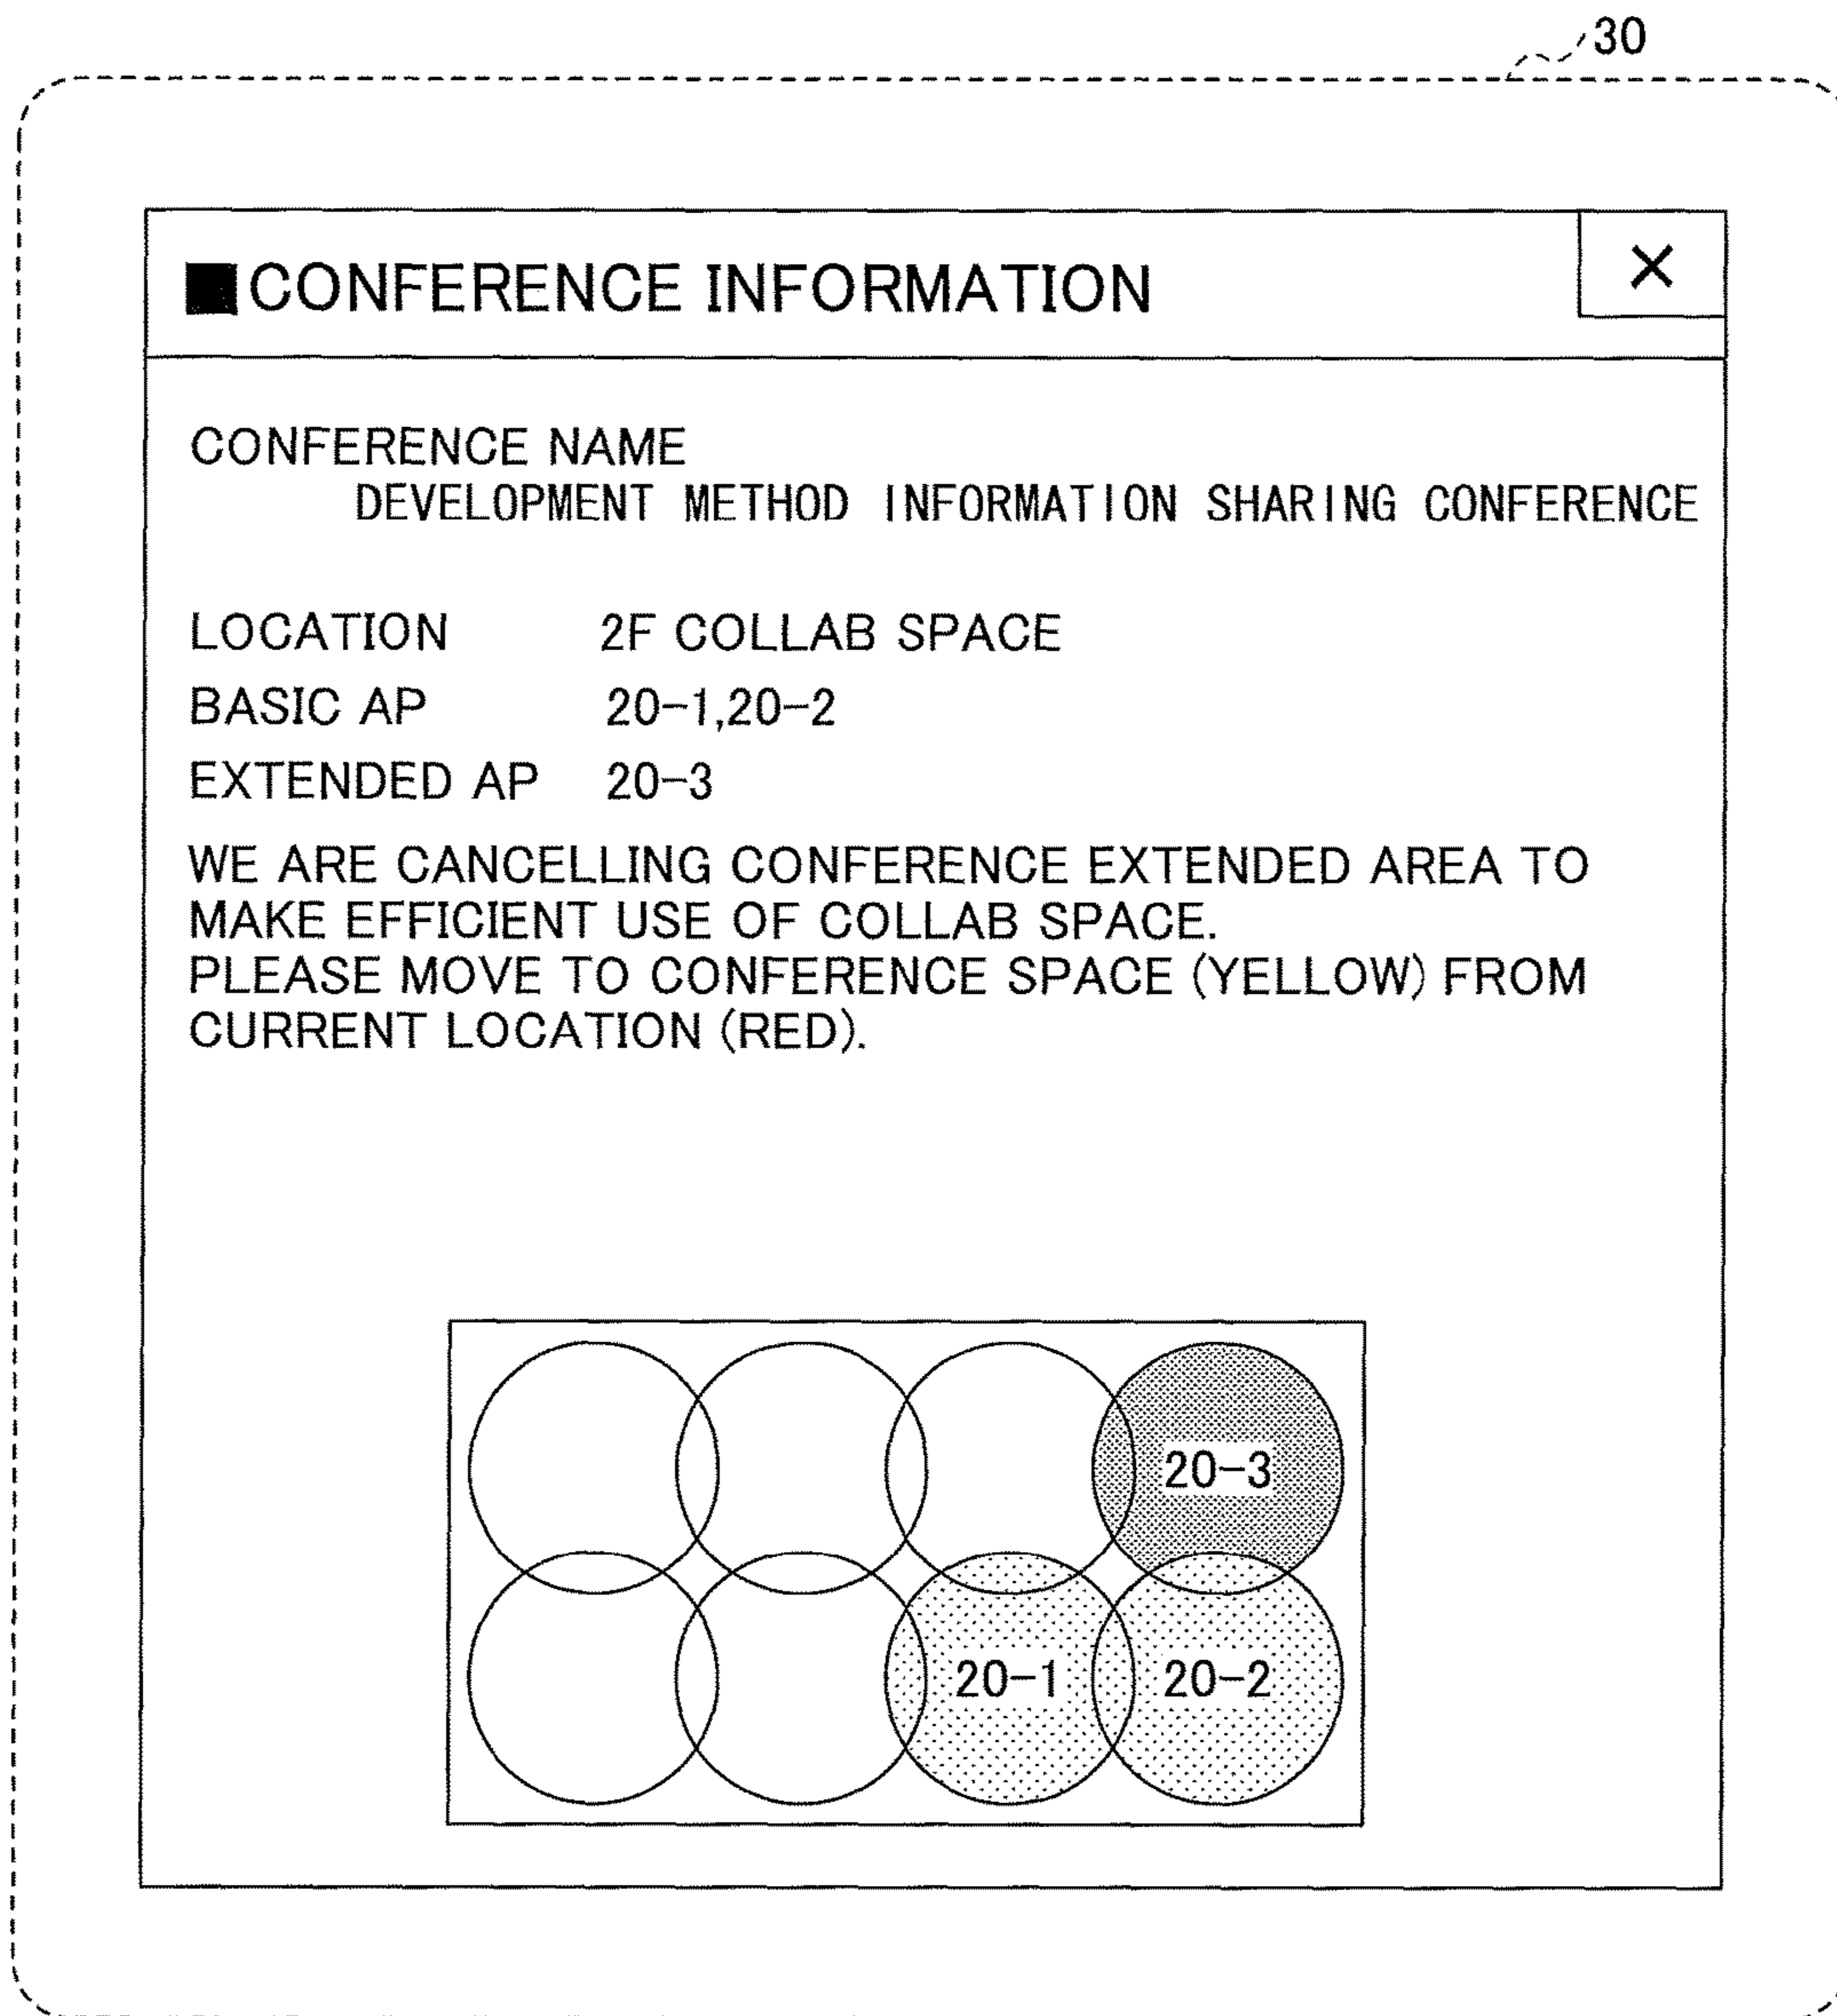 30
■CONFERENCE INFORMATION ×
CONFERENCE NAME
DEVELOPMENT METHOD INFORMATION SHARING CONFERENCE
LOCATION 2F COLLAB SPACE
BASIC AP 20-1,20-2
EXTENDED AP 20-3
WE ARE CANCELLING CONFERENCE EXTENDED AREA TO
MAKE EFFICIENT USE OF COLLAB SPACE.
PLEASE MOVE TO CONFERENCE SPACE (YELLOW) FROM
CURRENT LOCATION (RED).
20-3
20-1 20-2